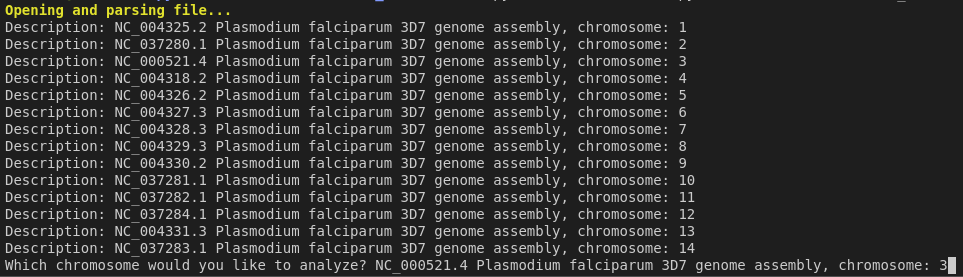 Opening and parsing file...
Description: NC_004325.2 Plasmodium falciparum 3D7 genome assembly, chromosome: 1
Description: NC_037280.1 Plasmodium falciparum 3D7 genome assembly, chromosome: 2
Description: NC_000521.4 Plasmodium falciparum 3D7 genome assembly, chromosome: 3
Description: NC_004318.2 Plasmodium falciparum 3D7 genome assembly, chromosome: 4
Description: NC_004326.2 Plasmodium falciparum 3D7 genome assembly, chromosome: 5
Description: NC_004327.3 Plasmodium falciparum 3D7 genome assembly, chromosome: 6
Description: NC_004328.3 Plasmodium falciparum 3D7 genome assembly, chromosome: 7
Description: NC_004329.3 Plasmodium falciparum 3D7 genome assembly, chromosome: 8
Description: NC_004330.2 Plasmodium falciparum 3D7 genome assembly, chromosome: 9
Description: NC_037281.1 Plasmodium falciparum 3D7 genome assembly, chromosome: 10
Description: NC_037282.1 Plasmodium falciparum 3D7 genome assembly, chromosome: 11
Description: NC_037284.1 Plasmodium falciparum 3D7 genome assembly, chromosome: 12
Description: NC_004331.3 Plasmodium falciparum 3D7 genome assembly, chromosome: 13
Description: NC_037283.1 Plasmodium falciparum 3D7 genome assembly, chromosome: 14
Which chromosome would you like to analyze? NC_000521.4 Plasmodium falciparum 3D7 genome assembly, chromosome: 3